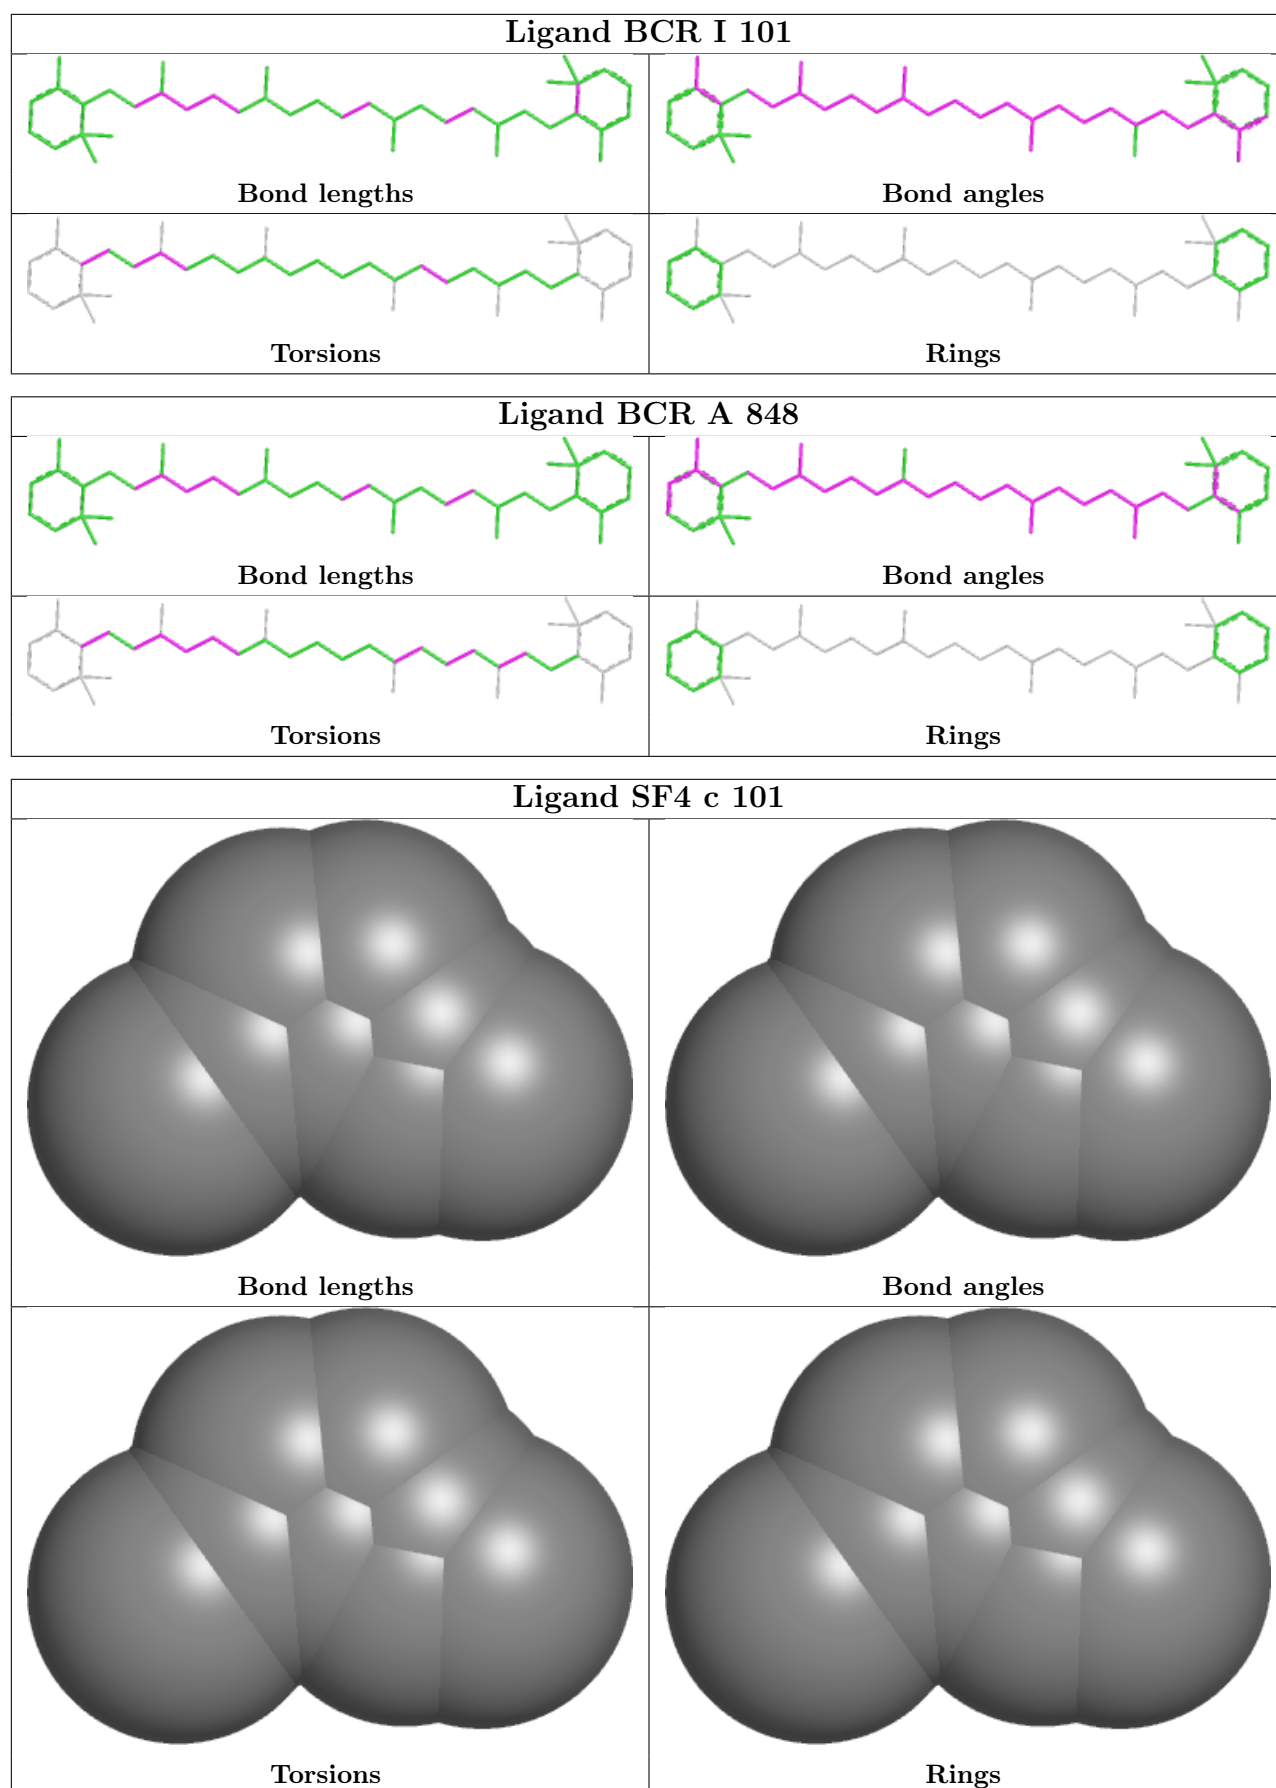 Ligand BCR I 101
Bond lengths
Bond angles
Torsions
Rings
Ligand BCR A 848
Bond lengths
Bond angles
Torsions
Rings
Ligand SF4 c 101
Bond lengths
Bond angles
Torsions
Rings